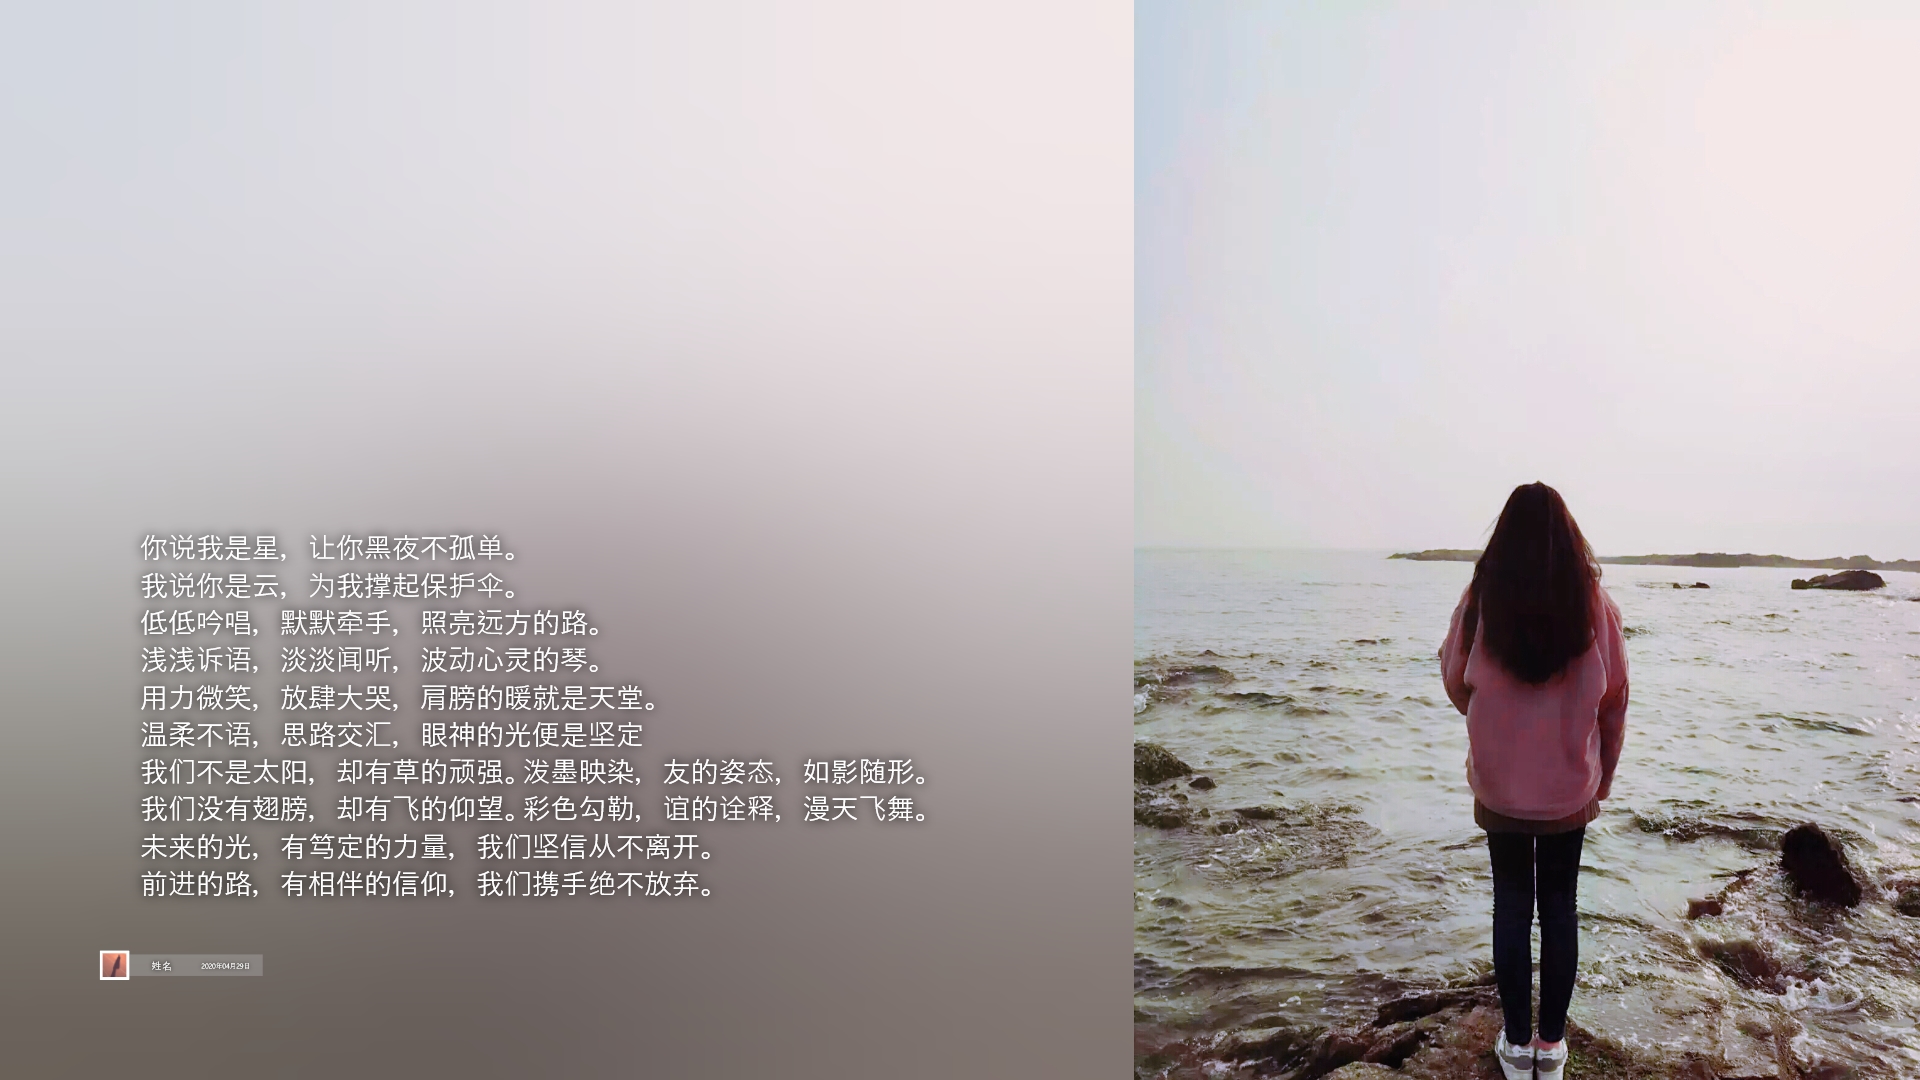 你说我是星，让你黑夜不孤单。
我说你是云，为我撑起保护伞。
低低吟唱，默默牵手，照亮远方的路。
浅浅诉语，淡淡闻听，波动心灵的琴。
用力微笑，放肆大哭，肩膀的暖就是天堂。
温柔不语，思路交汇，眼神的光便是坚定
我们不是太阳，却有草的顽强。泼墨映染，友的姿态，如影随形。
我们没有翅膀，却有飞的仰望。彩色勾勒，谊的诠释，漫天飞舞。
未来的光，有笃定的力量，我们坚信从不离开。
前进的路，有相伴的信仰，我们携手绝不放弃。
姓名 2020年04月29日